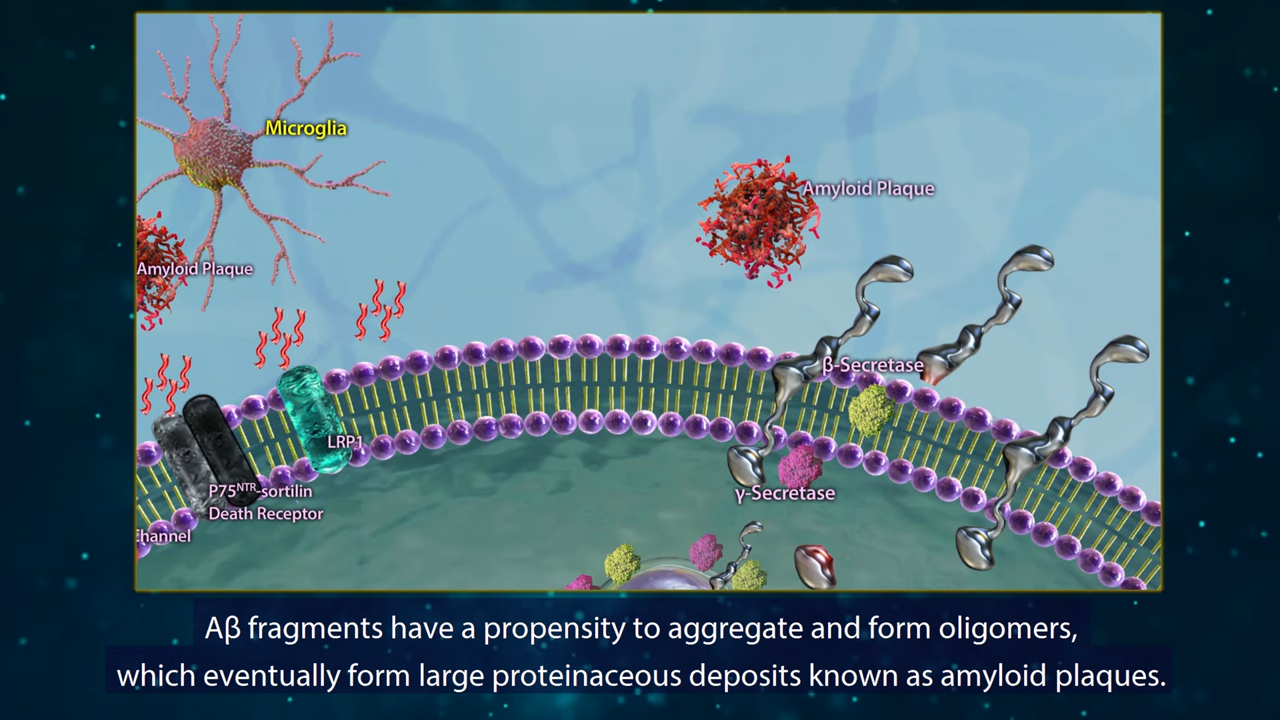 Microglia
Amyloid Plaque
Amyloid Plaque
β-Secretase
LRP1
P75NTR-sortilin
Death Receptor
γ-Secretase
Channel
Aβ fragments have a propensity to aggregate and form oligomers,
which eventually form large proteinaceous deposits known as amyloid plaques.